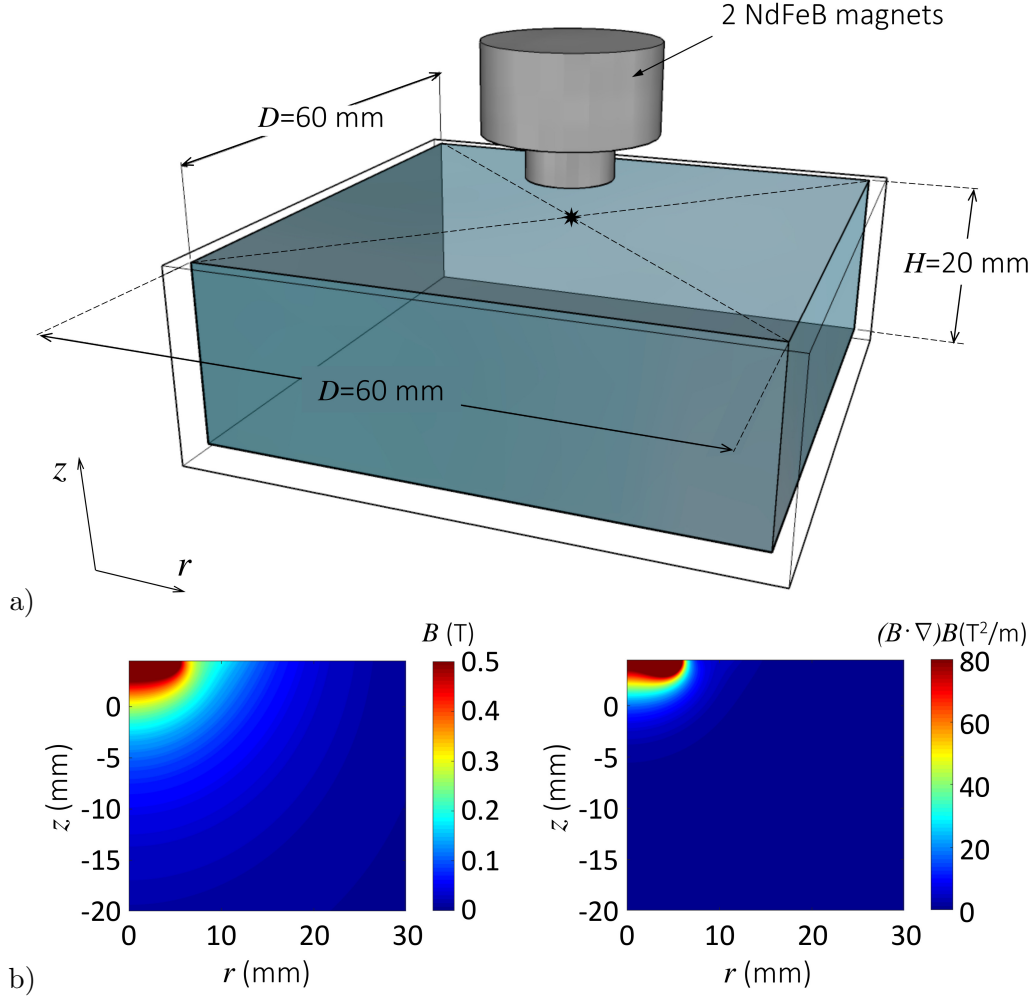 2 NdFeB magnets
D=60 mm
H=20 mm
D=60 mm
z
r
a)
B (T)
(B·∇)B(T²/m)
0.5
0.4
0.3
0.2
0.1
0
80
60
40
20
0
0
-5
-10
-15
-20
z (mm)
0
10
20
30
r (mm)
0
-5
-10
-15
-20
z (mm)
0
10
20
30
r (mm)
b)